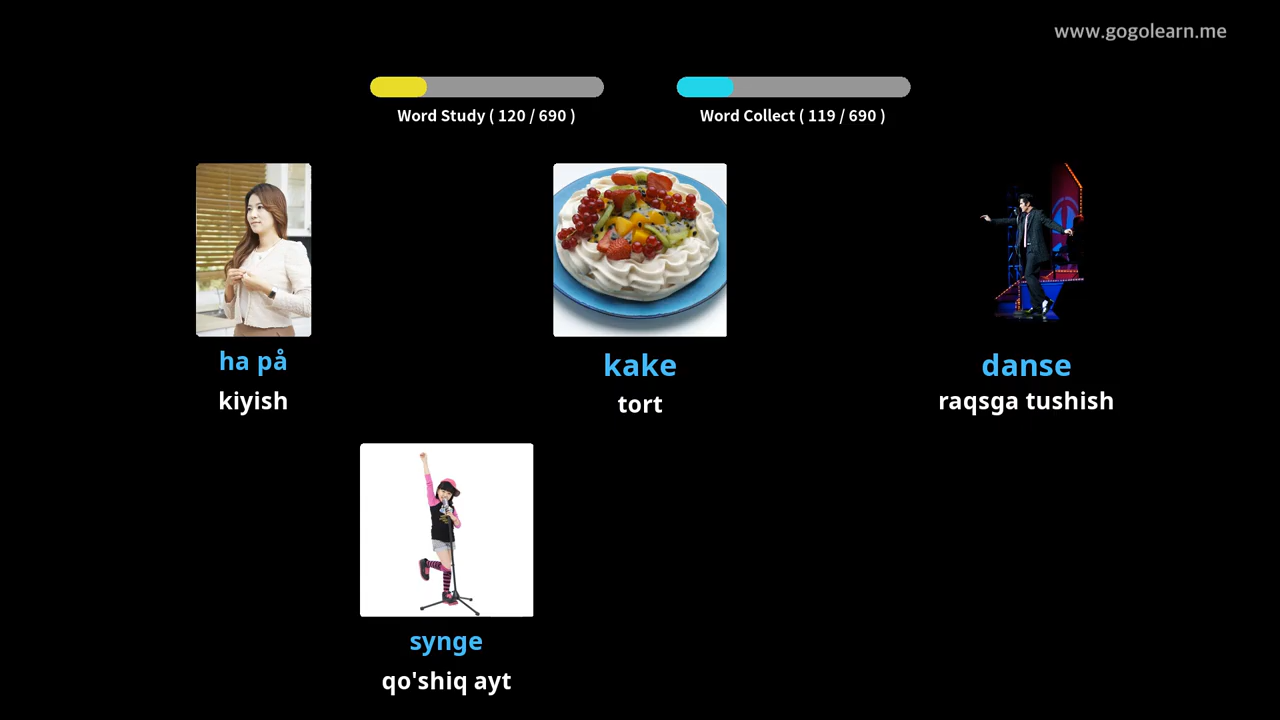 www.gogolearn.me
Word Study ( 120 / 690 )
Word Collect ( 119 / 690 )
ha på
kiyish
kake
tort
danse
raqsga tushish
synge
qo'shiq ayt